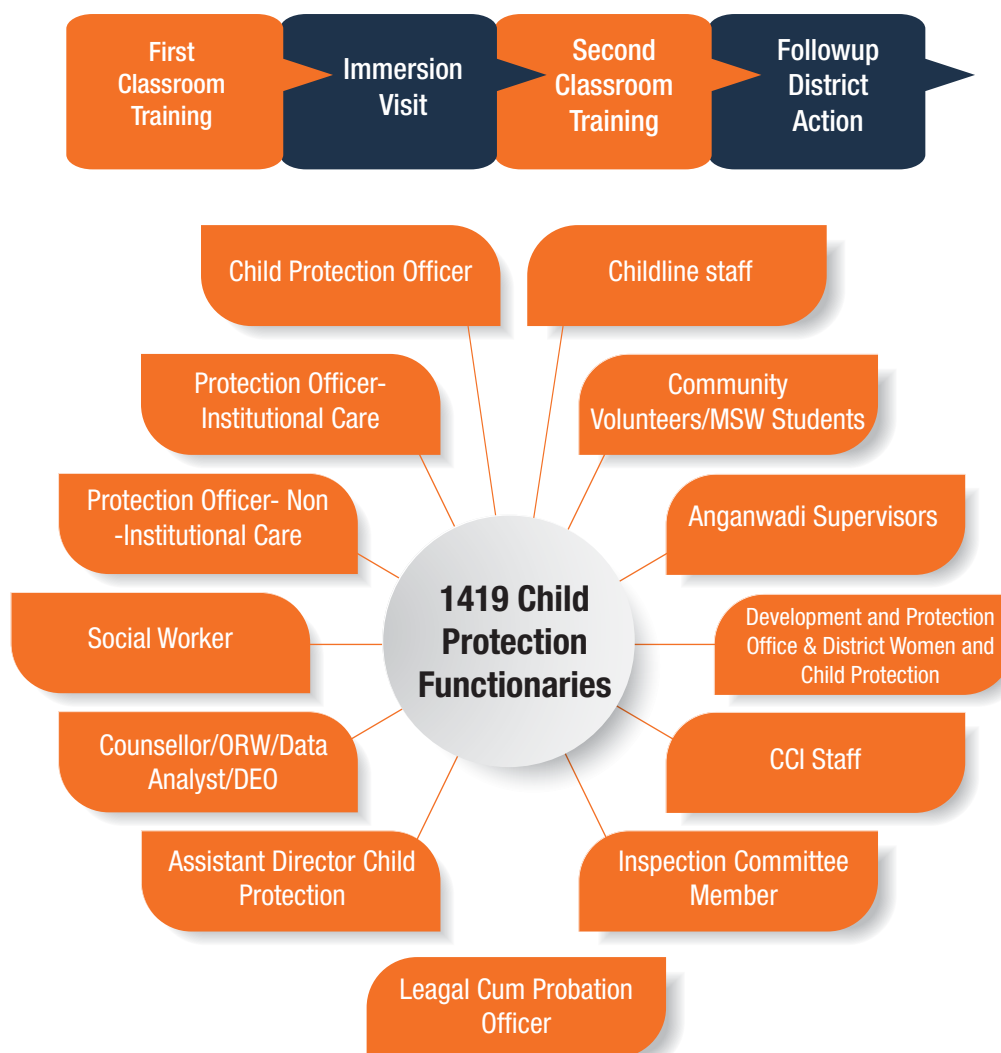 First
Classroom
Training
Immersion
Visit
Second
Classroom
Training
Followup
District
Action
Child Protection Officer
Childline staff
Protection Officer-
Institutional Care
Community
Volunteers/MSW Students
Protection Officer- Non
-Institutional Care
Anganwadi Supervisors
1419 Child
Protection
Functionaries
Social Worker
Development and Protection
Office & District Women and
Child Protection
Counsellor/ORW/Data
Analyst/DEO
CCI Staff
Assistant Director Child
Protection
Inspection Committee
Member
Leagal Cum Probation
Officer